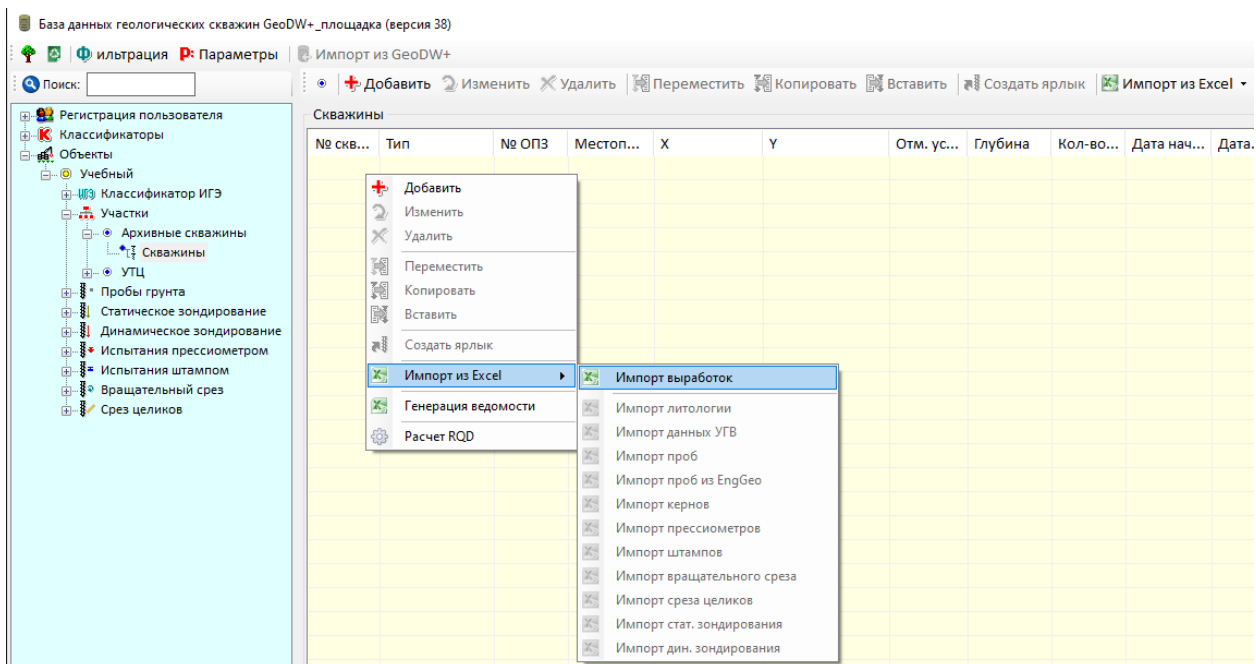 База данных геологических скважин GeoDW+_площадка (версия 38)
Ф ильтрация P: Параметры Импорт из GeoDW+
Поиск: Добавить Изменить Удалить Переместить Копировать Вставить Создать ярлык Импорт из Excel
Регистрация пользователя
К Классификаторы
Объекты
Учебный
ИГЭ Классификатор ИГЭ
Участки
Архивные скважины
Скважины
УТЦ
Пробы грунта
Статическое зондирование
Динамическое зондирование
Испытания прессиометром
Испытания штампом
Вращательный срез
Срез целиков
Скважины
№ скв... Тип № ОПЗ Местоп... X Y Отм. ус... Глубина Кол-во... Дата нач... Дата.
Добавить
Изменить
Удалить
Переместить
Копировать
Вставить
Создать ярлык
Импорт из Excel
Генерация ведомости
Расчет RQD
Импорт выработок
Импорт литологии
Импорт данных УГВ
Импорт проб
Импорт проб из EngGeo
Импорт кернов
Импорт прессиометров
Импорт штампов
Импорт вращательного среза
Импорт среза целиков
Импорт стат. зондирования
Импорт дин. зондирования